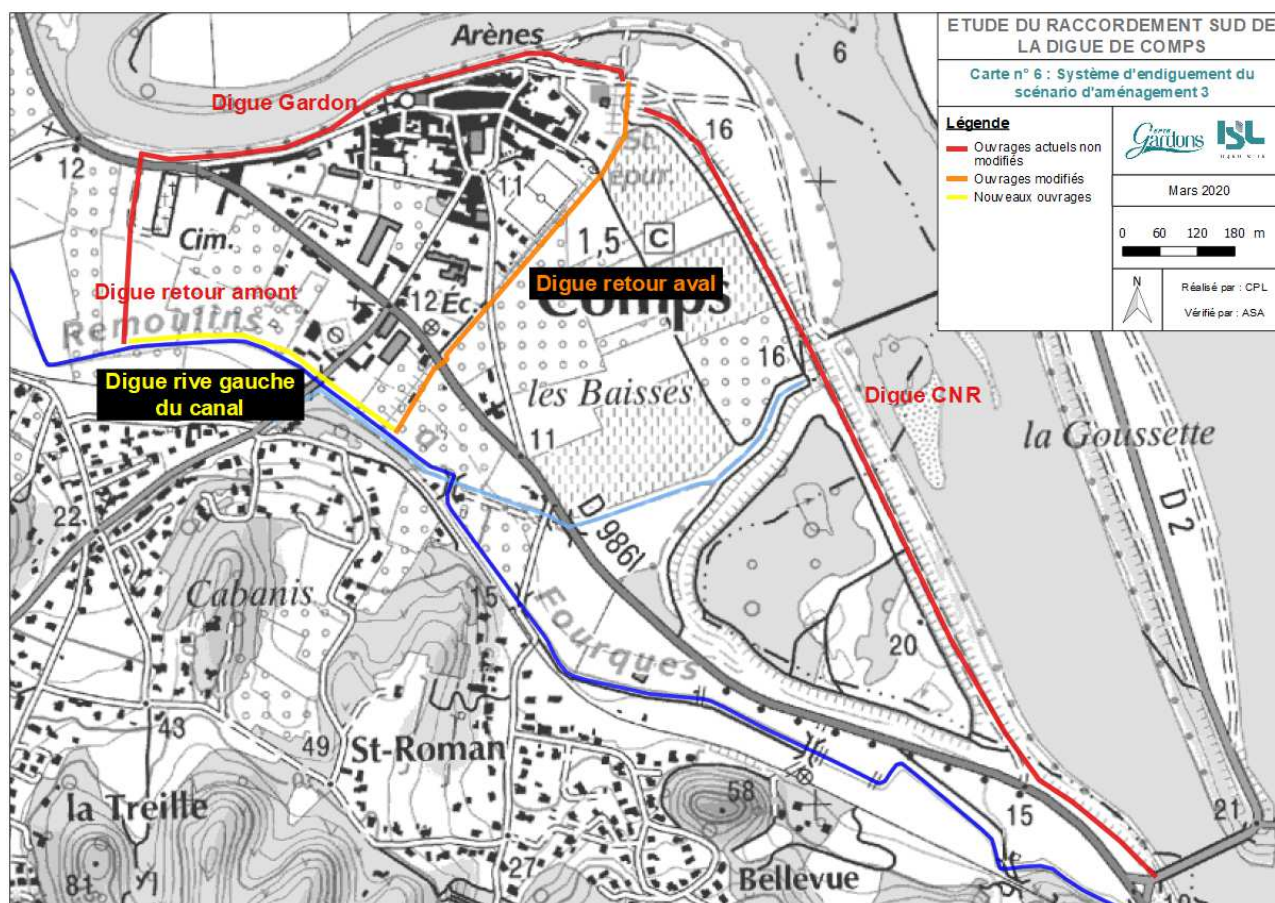 ETUDE DU RACCORDEMENT SUD DE
LA DIGUE DE COMPS
Carte n° 6 : Système d'endiguement du
scénario d'aménagement 3
Légende
Ouvrages actuels non
modifiés
Ouvrages modifiés
Nouveaux ouvrages
Gardons
ISL
Mars 2020
0 60 120 180 m
N
Réalisé par : CPL
Vérifié par : ASA
Arènes
6
Digue Gardon
16
12
11
St.
épur.
Cim.
1,5
C
Digue retour amont
12
Éc.
Digue retour aval
Comps
Remoulins
Digue rive gauche
du canal
les Baisses
16
Digue CNR
la Goussette
11
D 986l
D 2
22
Cabanis
15
Fourques
20
43
49
St-Roman
la Treille
58
15
21
27
Bellevue
81